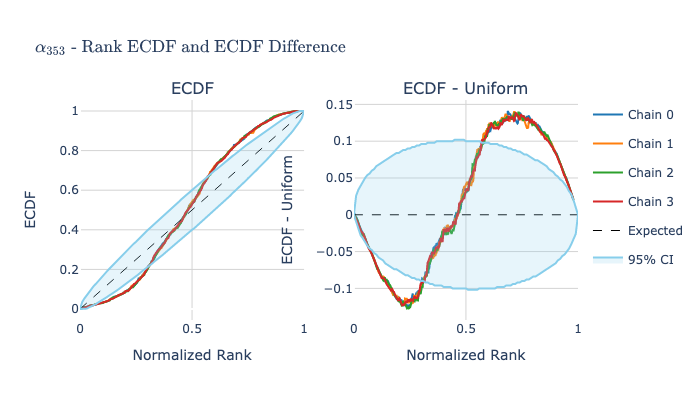 α353 - Rank ECDF and ECDF Difference
ECDF
ECDF - Uniform
ECDF
1
0.8
0.6
0.4
0.2
0
0
0.5
1
Normalized Rank
ECDF - Uniform
0.15
0.1
0.05
0
−0.05
−0.1
0
0.5
1
Normalized Rank
Chain 0
Chain 1
Chain 2
Chain 3
Expected
95% CI